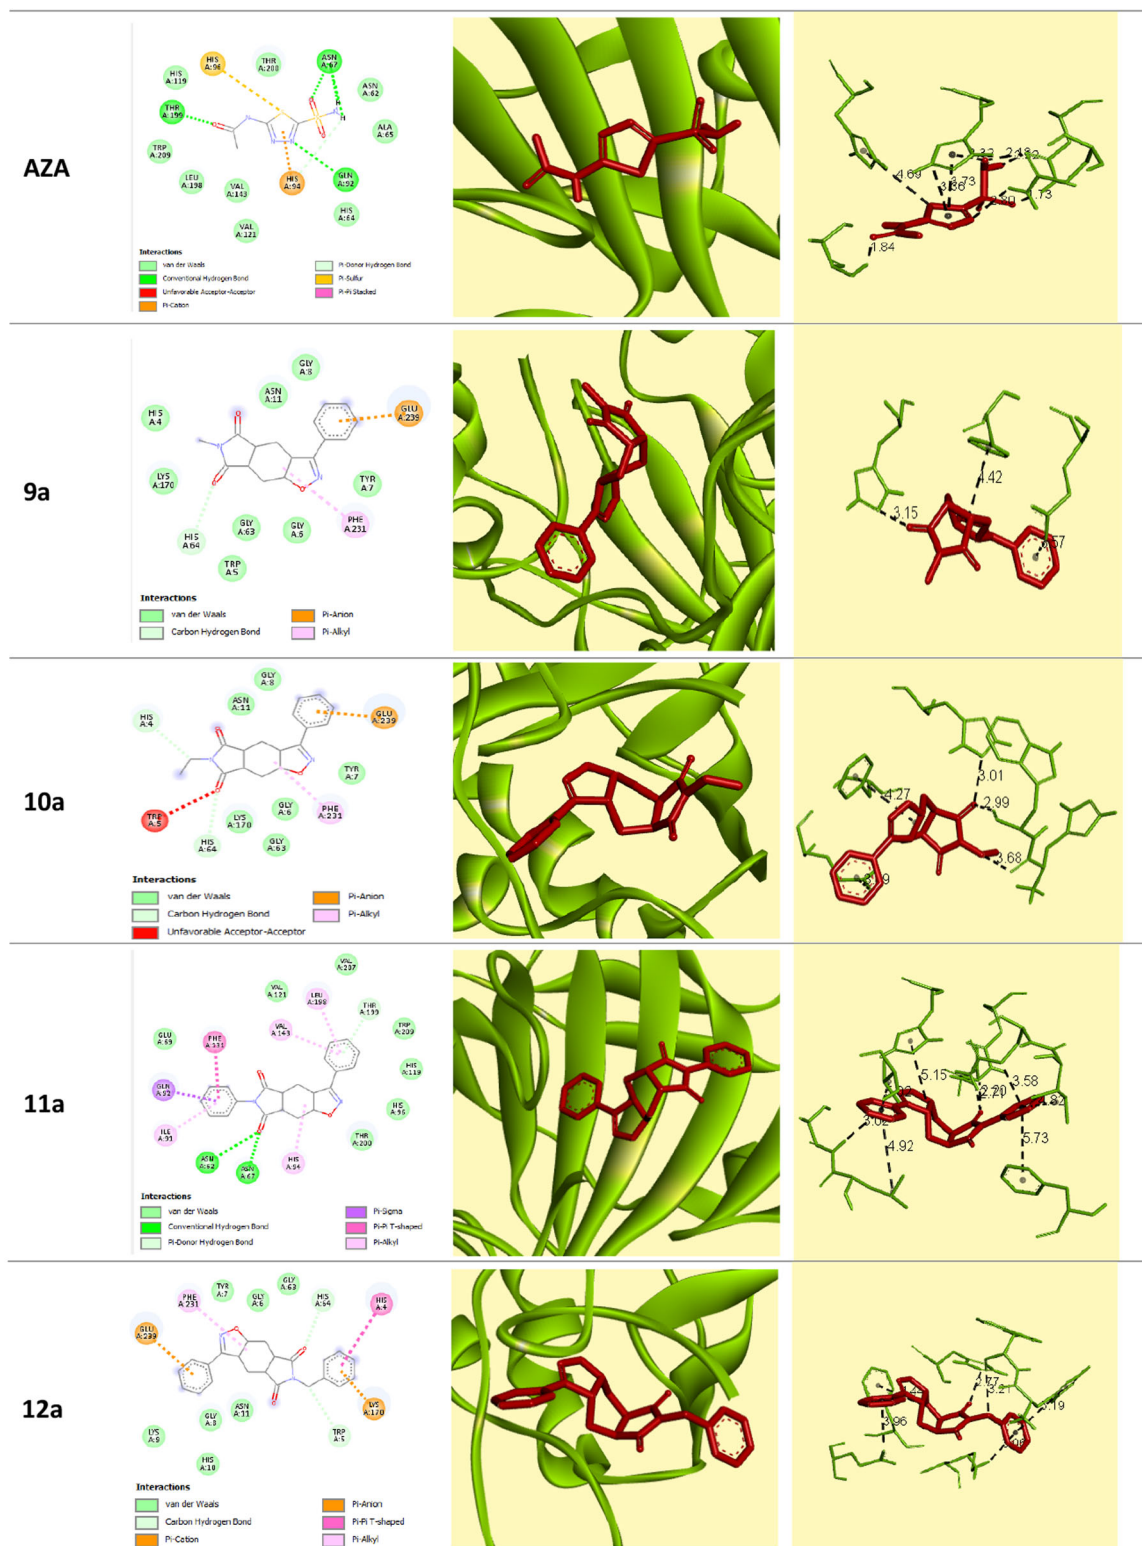 AZA
HIS
A:96
THR
A:200
ASN
A:67
HIS
A:119
ASN
A:62
THR
A:199
ALA
A:65
TRP
A:209
LEU
A:198
VAL
A:143
HIS
A:94
GLN
A:92
HIS
A:64
VAL
A:121
Interactions
van der Waals
Conventional Hydrogen Bond
Unfavorable Acceptor-Acceptor
Pi-Cation
Pi-Donor Hydrogen Bond
Pi-Sulfur
Pi-Pi Stacked
4.69
3.73
1.84
9a
GLY
A:8
ASN
A:11
HIS
A:4
GLU
A:239
LYS
A:170
TYR
A:7
GLY
A:63
GLY
A:6
PHE
A:231
HIS
A:64
TRP
A:5
Interactions
van der Waals
Carbon Hydrogen Bond
Pi-Anion
Pi-Alkyl
4.42
3.15
10a
GLY
A:8
ASN
A:11
HIS
A:4
GLU
A:239
TYR
A:7
TRP
A:5
LYS
A:170
GLY
A:6
PHE
A:231
HIS
A:64
GLY
A:63
Interactions
van der Waals
Carbon Hydrogen Bond
Unfavorable Acceptor-Acceptor
Pi-Anion
Pi-Alkyl
3.01
4.27
2.99
3.68
11a
VAL
A:207
VAL
A:121
LEU
A:198
THR
A:199
GLU
A:69
PHE
A:131
VAL
A:143
TRP
A:209
HIS
A:119
GLN
A:92
HIS
A:96
ILE
A:91
THR
A:200
ASN
A:62
ASN
A:67
HIS
A:94
Interactions
van der Waals
Conventional Hydrogen Bond
Pi-Donor Hydrogen Bond
Pi-Sigma
Pi-Pi T-shaped
Pi-Alkyl
5.15
3.58
4.92
5.73
12a
PHE
A:231
TYR
A:7
GLY
A:6
GLY
A:63
HIS
A:64
HIS
A:4
GLU
A:239
LYS
A:170
LYS
A:9
GLY
A:8
ASN
A:11
TRP
A:5
HIS
A:10
Interactions
van der Waals
Carbon Hydrogen Bond
Pi-Cation
Pi-Anion
Pi-Pi T-shaped
Pi-Alkyl
3.21
3.96